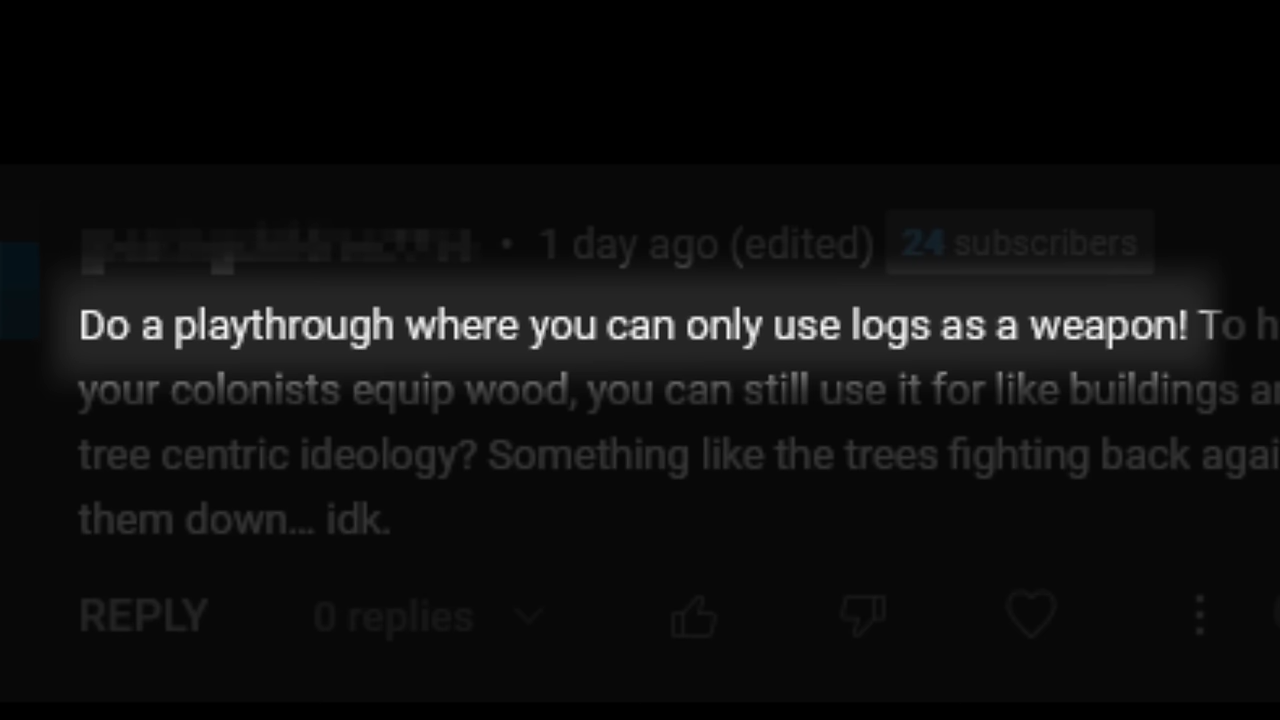 • 1 day ago (edited) 24 subscribers
Do a playthrough where you can only use logs as a weapon! To
your colonists equip wood, you can still use it for like buildings
tree centric ideology? Something like the trees fighting back
them down... idk.
REPLY 0 replies